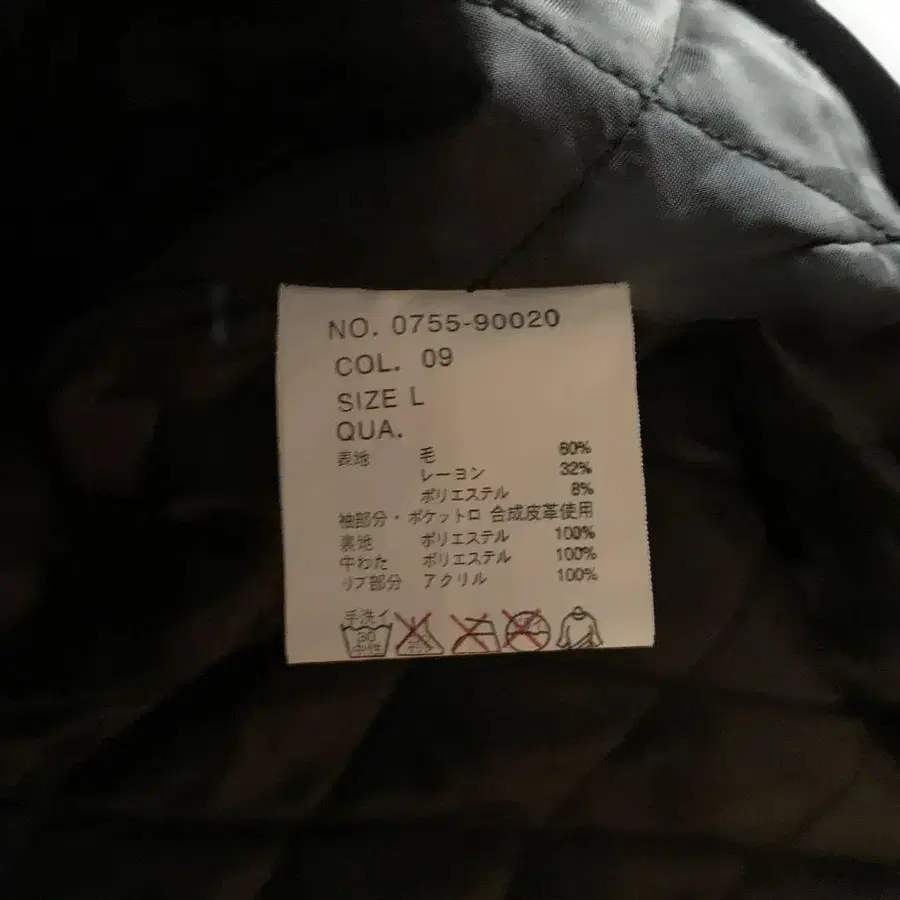 NO. 0755-90020
COL. 09
SIZE L
QUA.
表地 毛 60%
レーヨン 32%
ポリエステル 8%
袖部分・ポケット口 合成皮革使用
裏地 ポリエステル 100%
中わた ポリエステル 100%
リブ部分 アクリル 100%
手洗イ
30
中性